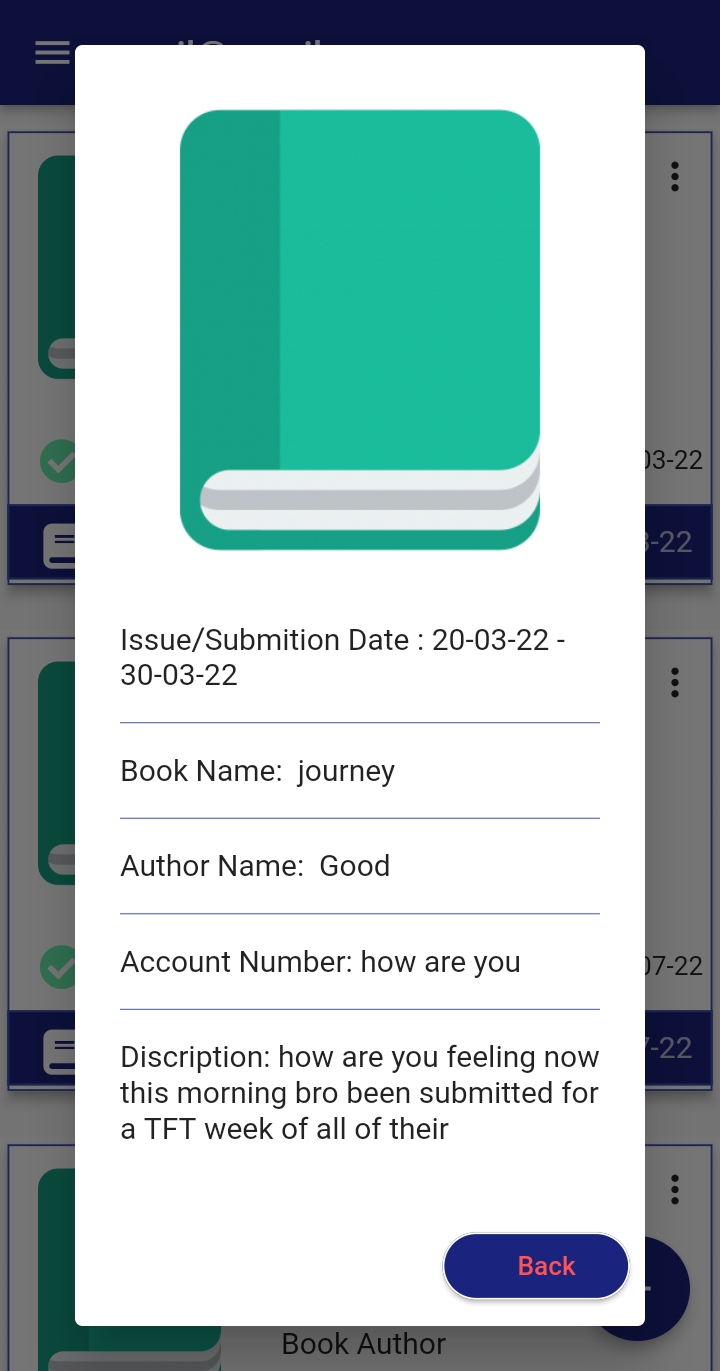 Issue/Submition Date : 20-03-22 -
30-03-22
Book Name: journey
Author Name: Good
Account Number: how are you
Discription: how are you feeling now
this morning bro been submitted for
a TFT week of all of their
Back
03-22
-22
07-22
-22
Book Author